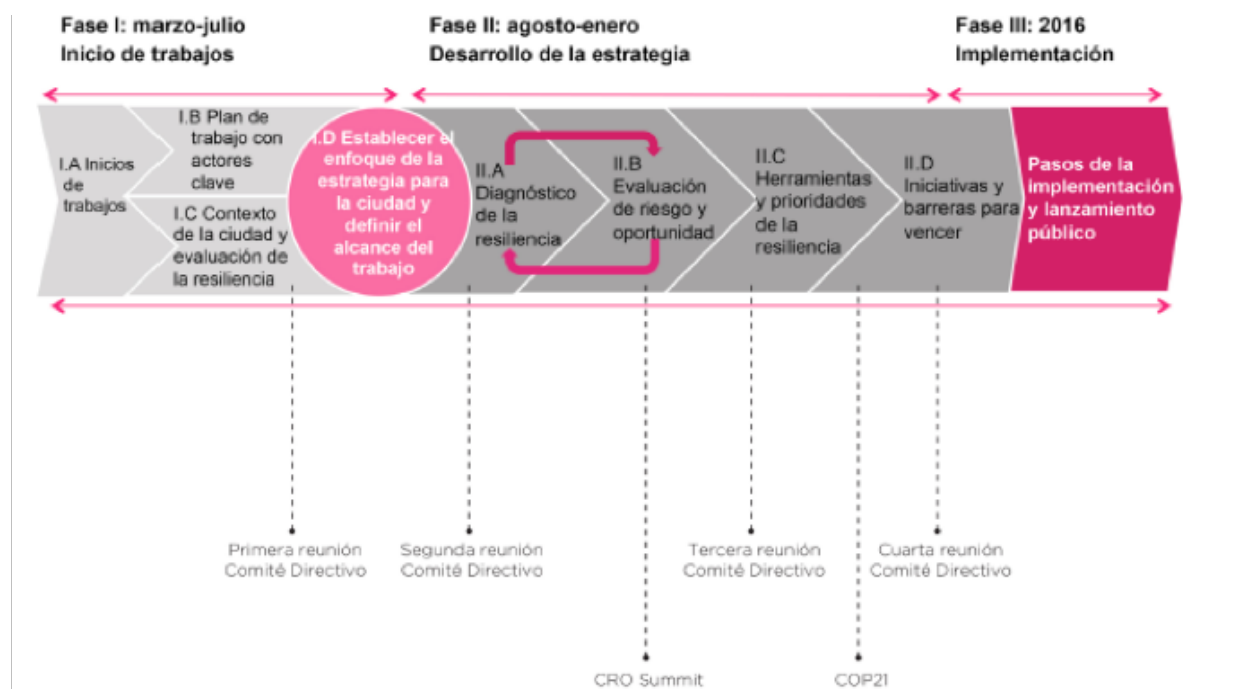 Fase I: marzo-julio
Inicio de trabajos
Fase II: agosto-enero
Desarrollo de la estrategia
Fase III: 2016
Implementación
I.A Inicios
de
trabajos
I.B Plan de
trabajo con
actores
clave
I.C Contexto
de la ciudad y
evaluación de
la resiliencia
I.D Establecer el
enfoque de la
estrategia para
la ciudad y
definir el
alcance del
trabajo
II.A
Diagnóstico
de la
resiliencia
II.B
Evaluación
de riesgo y
oportunidad
II.C
Herramientas
y prioridades
de la
resiliencia
II.D
Iniciativas y
barreras para
vencer
Pasos de la
implementación
y lanzamiento
público
Primera reunión
Comité Directivo
Segunda reunión
Comité Directivo
Tercera reunión
Comité Directivo
Cuarta reunión
Comité Directivo
CRO Summit
COP21